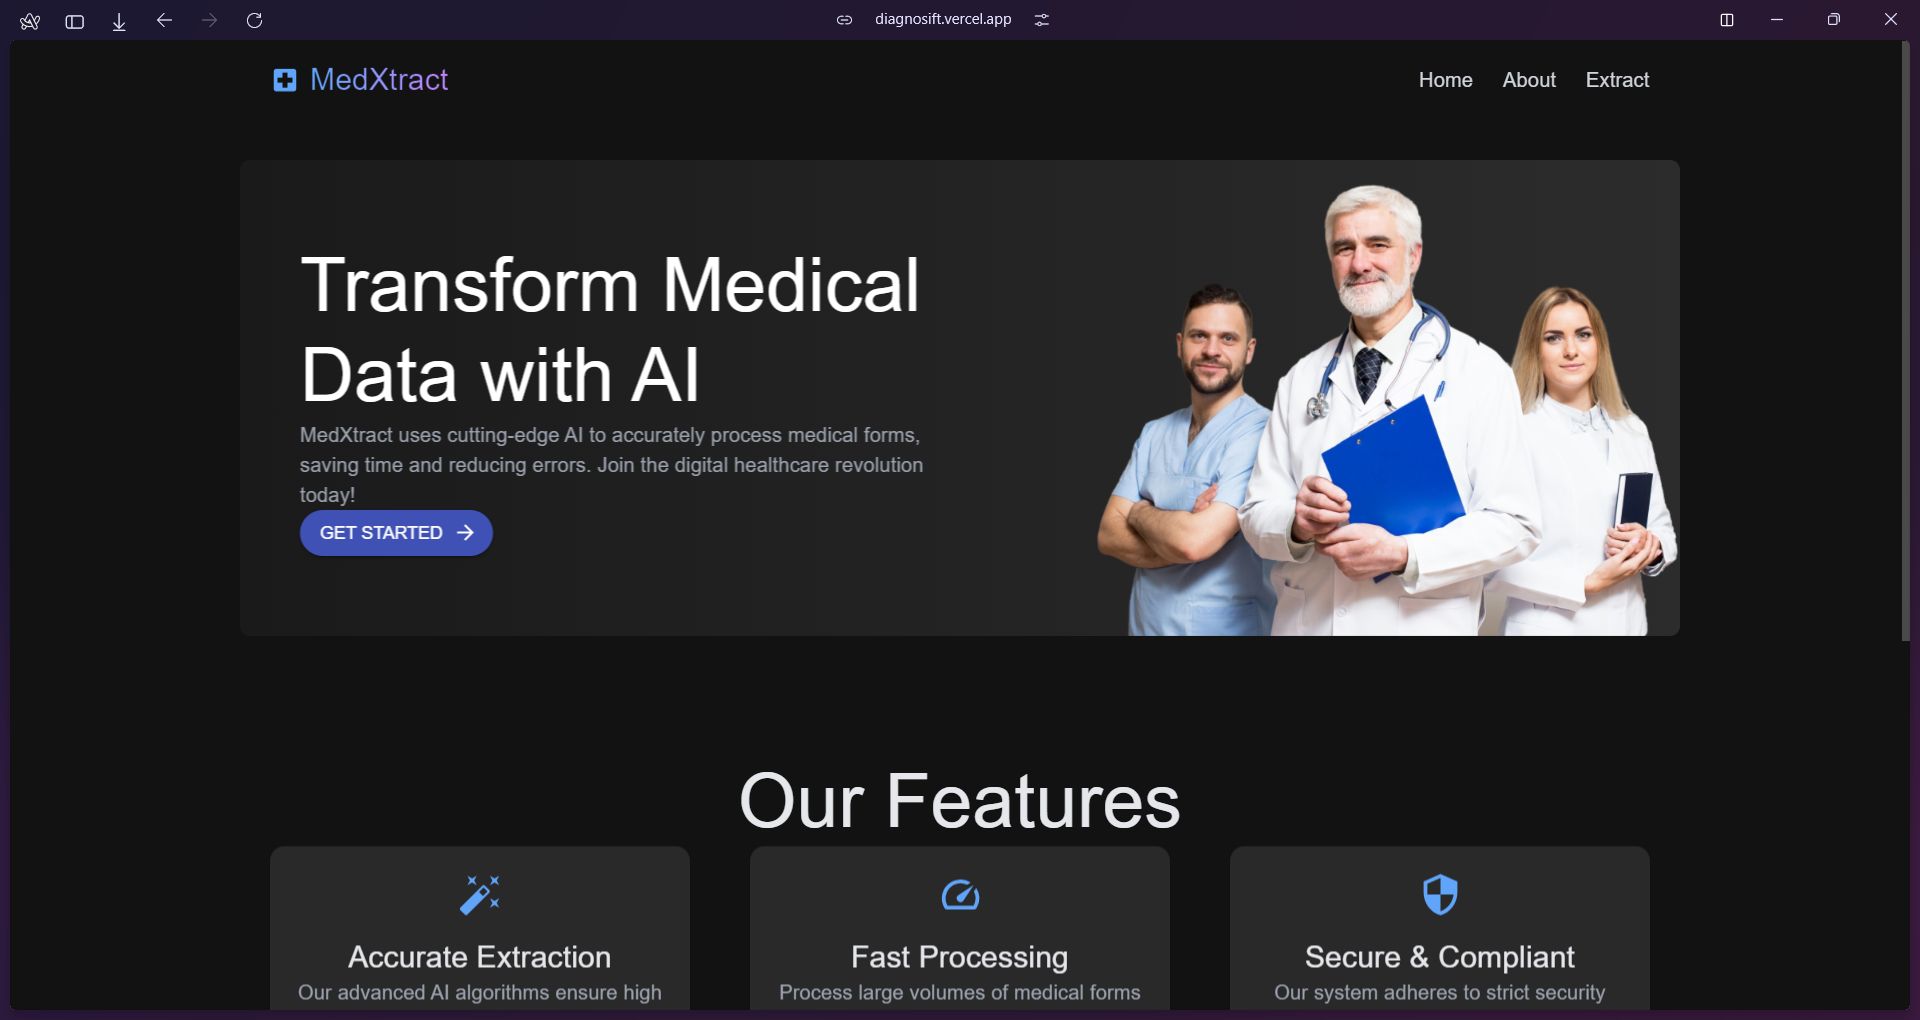 diagnosift.vercel.app
MedXtract
Home About Extract
Transform Medical
Data with AI
MedXtract uses cutting-edge AI to accurately process medical forms,
saving time and reducing errors. Join the digital healthcare revolution
today!
GET STARTED
Our Features
Accurate Extraction
Our advanced AI algorithms ensure high
Fast Processing
Process large volumes of medical forms
Secure & Compliant
Our system adheres to strict security